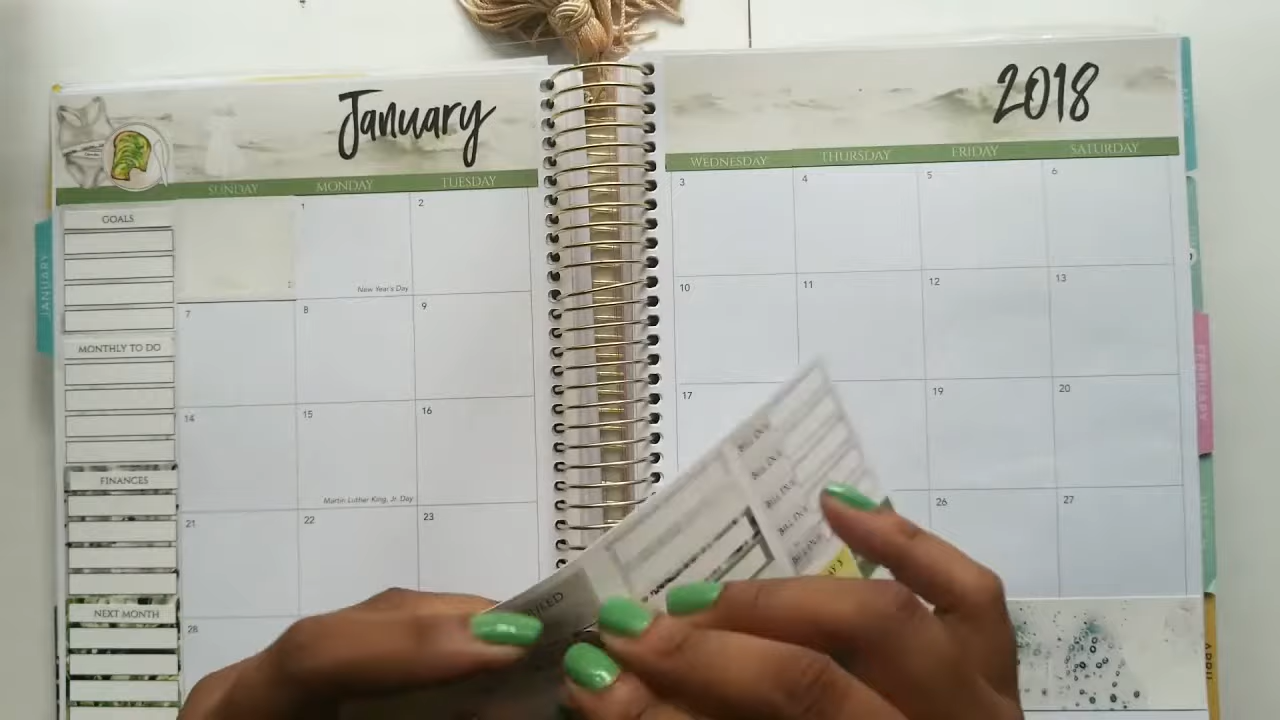 January
2018
SUNDAY MONDAY TUESDAY
WEDNESDAY THURSDAY FRIDAY SATURDAY
GOALS
MONTHLY TO DO
FINANCES
NEXT MONTH
1 2
New Year's Day
3 4 5 6
7 8 9
10 11 12 13
14 15 16
Martin Luther King, Jr. Day
17 19 20
21 22 23
26 27
28
JANUARY
FEBRUARY
APRIL
BILL DUE
BILL DUE
BILL DUE
BILL DUE
BILL DUE